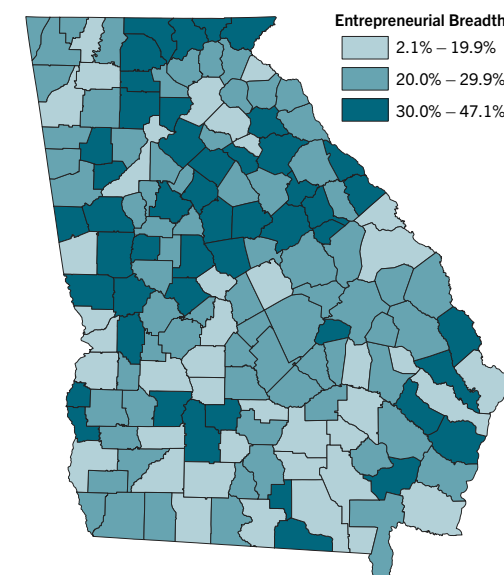 Entrepreneurial Breadth
2.1% – 19.9%
20.0% – 29.9%
30.0% – 47.1%